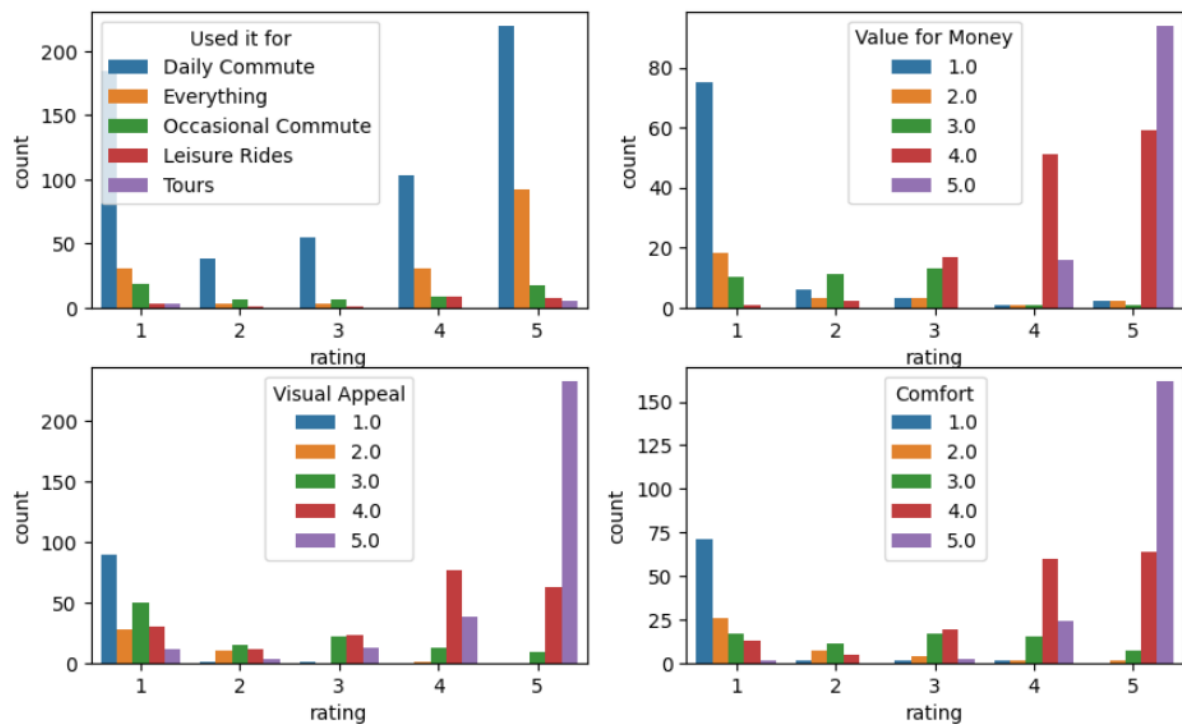 Used it for
Daily Commute
Everything
Occasional Commute
Leisure Rides
Tours
200
150
100
50
0
count
1 2 3 4 5
rating
Value for Money
1.0
2.0
3.0
4.0
5.0
80
60
40
20
0
count
1 2 3 4 5
rating
Visual Appeal
1.0
2.0
3.0
4.0
5.0
200
150
100
50
0
count
1 2 3 4 5
rating
Comfort
1.0
2.0
3.0
4.0
5.0
150
125
100
75
50
25
0
count
1 2 3 4 5
rating